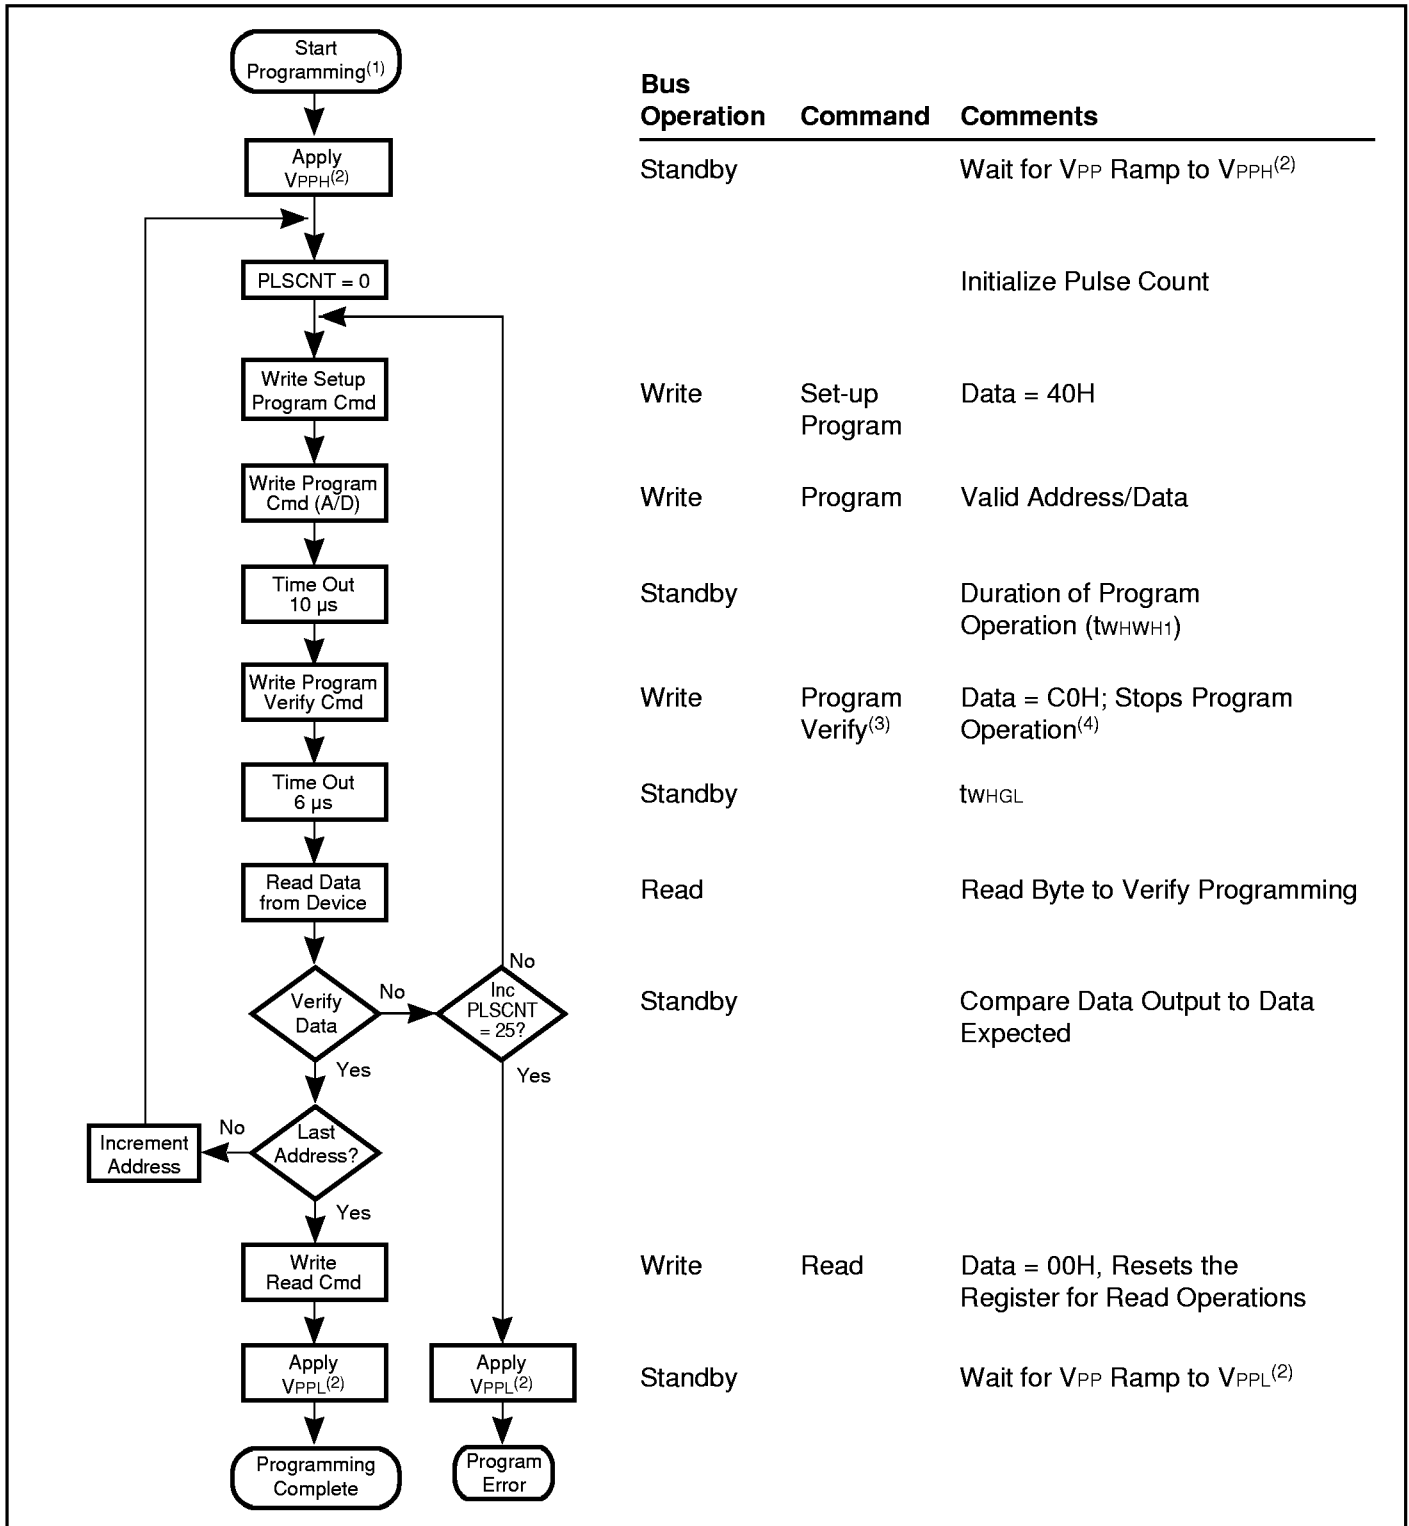 Start
Programming(1)
Apply
VPPH(2)
PLSCNT = 0
Write Setup
Program Cmd
Write Program
Cmd (A/D)
Time Out
10 µs
Write Program
Verify Cmd
Time Out
6 µs
Read Data
from Device
Verify
Data
No
Inc
PLSCNT
= 25?
No
Yes
Yes
Last
Address?
No
Increment
Address
Yes
Write
Read Cmd
Apply
VPPL(2)
Programming
Complete
Apply
VPPL(2)
Program
Error
Bus
Operation Command Comments
Standby Wait for VPP Ramp to VPPH(2)
Initialize Pulse Count
Write Set-up Data = 40H
Program
Write Program Valid Address/Data
Standby Duration of Program
Operation (tWHWH1)
Write Program Data = C0H; Stops Program
Verify(3) Operation(4)
Standby tWHGL
Read Read Byte to Verify Programming
Standby Compare Data Output to Data
Expected
Write Read Data = 00H, Resets the
Register for Read Operations
Standby Wait for VPP Ramp to VPPL(2)